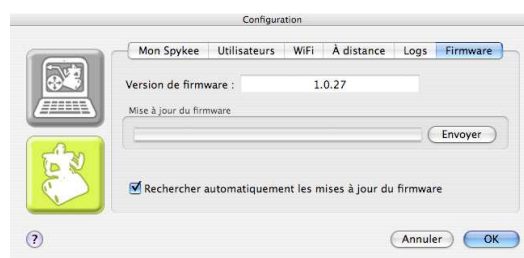 Configuration
Mon Spykee Utilisateurs WiFi À distance Logs Firmware
Version de firmware : 1.0.27
Mise à jour du firmware
Envoyer
Rechercher automatiquement les mises à jour du firmware
? Annuler OK